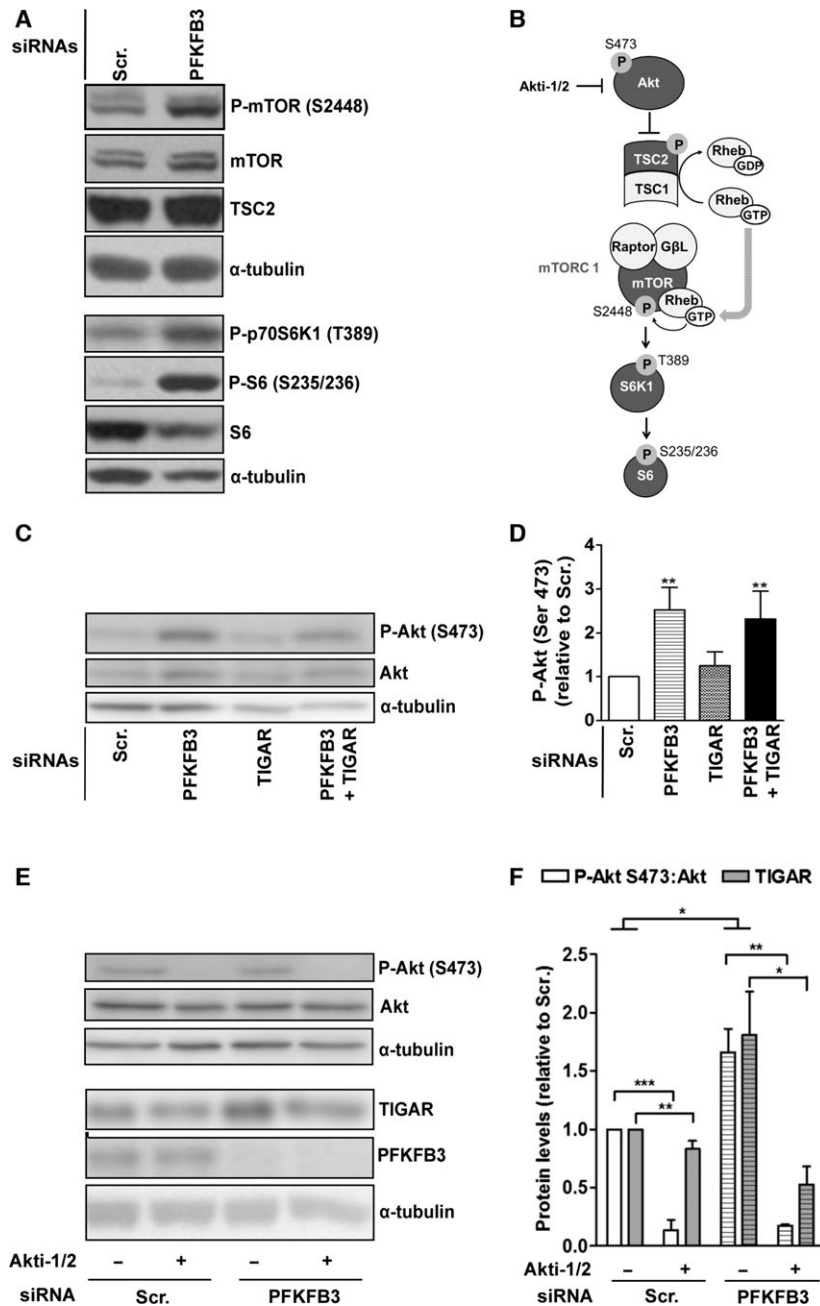 A
siRNAs
Scr.
PFKFB3
P-mTOR (S2448)
mTOR
TSC2
α-tubulin
P-p70S6K1 (T389)
P-S6 (S235/236)
S6
α-tubulin
B
S473
P
Akti-1/2
Akt
P
TSC2
TSC1
Rheb
GDP
Rheb
GTP
Raptor
GβL
mTORC 1
mTOR
Rheb
GTP
S2448
P
P
T389
S6K1
P
S235/236
S6
C
P-Akt (S473)
Akt
α-tubulin
siRNAs
Scr.
PFKFB3
TIGAR
PFKFB3
+ TIGAR
D
P-Akt (Ser 473)
(relative to Scr.)
4
3
2
1
0
**
**
siRNAs
Scr.
PFKFB3
TIGAR
PFKFB3
+ TIGAR
E
P-Akt (S473)
Akt
α-tubulin
TIGAR
PFKFB3
α-tubulin
Akti-1/2 – + – +
siRNA Scr. PFKFB3
F
P-Akt S473:Akt TIGAR
Protein levels (relative to Scr.)
2.5
2.0
1.5
1.0
0.5
0.0
*
**
*
***
**
Akti-1/2 – + – +
siRNA Scr. PFKFB3